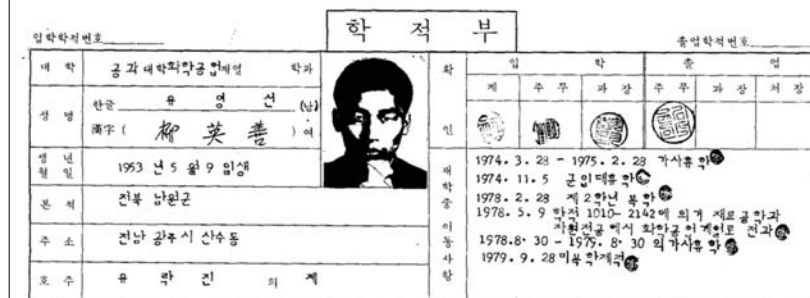 학 적 부
입학학적번호
졸업학적번호
대 학 공과대학화학공업계열 학과
성 명 한글 유 영 선 (남)
漢字 ( 柳 英 善 ) 여
생 년 월 일 1953 년 5 월 9 일생
본 적 전북 남원군
주 소 전남 광주시 산수동
호 주 유 락 진 의 제
확 인
입 학 졸 업
계 주 무 과 장 주 무 과 장 처 장
재 학 중 이 동 사 항
1974. 3. 28 - 1975. 2. 28 가사휴학
1974. 11. 5 군입대휴학
1978. 2. 28 제2학년 복학
1978. 5. 9 학적 1010-2142에 의거 재료공학과
자원전공에서 화학공업계열로 전과
1978. 8. 30 - 1979. 8. 30 의가사휴학
1979. 9. 28 미복학제적